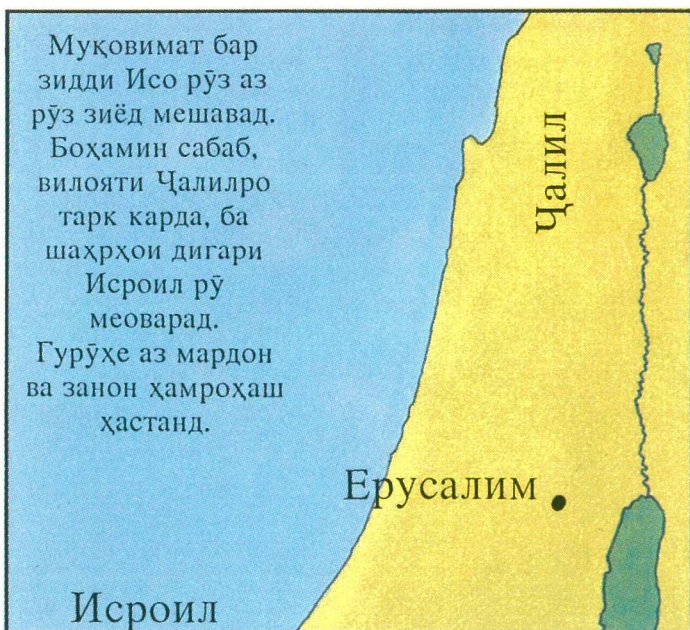 Муқовимат бар
зидди Исо рӯз аз
рӯз зиёд мешавад.
Боҳамин сабаб,
вилояти Ҷалилро
тарк карда, ба
шаҳрҳои дигари
Исроил рӯ
меоварад.
Гурӯҳе аз мардон
ва занон ҳамроҳаш
ҳастанд.
Ҷалил
Ерусалим
Исроил